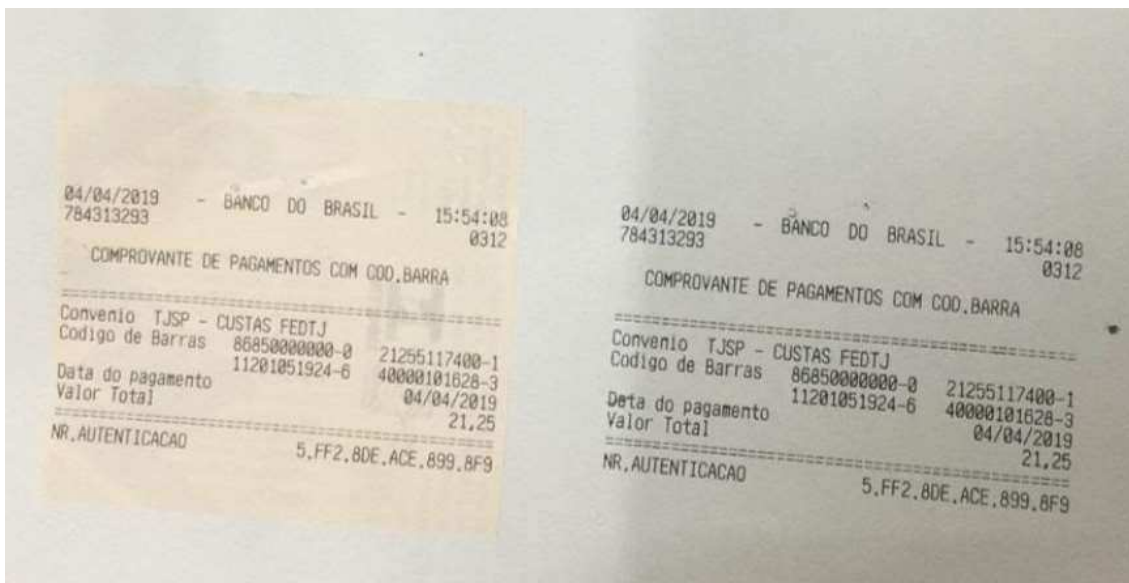 04/04/2019 - BANCO DO BRASIL - 15:54:08
784313293 0312
COMPROVANTE DE PAGAMENTOS COM COD.BARRA
================================================
Convenio TJSP - CUSTAS FEDTJ
Codigo de Barras 86850000000-0 21255117400-1
11201051924-6 40000101628-3
Data do pagamento 04/04/2019
Valor Total 21,25
================================================
NR.AUTENTICACAO 5.FF2.8DE.ACE.899.8F9
04/04/2019 - BANCO DO BRASIL - 15:54:08
784313293 0312
COMPROVANTE DE PAGAMENTOS COM COD.BARRA
================================================
Convenio TJSP - CUSTAS FEDTJ
Codigo de Barras 86850000000-0 21255117400-1
11201051924-6 40000101628-3
Data do pagamento 04/04/2019
Valor Total 21,25
================================================
NR.AUTENTICACAO 5.FF2.8DE.ACE.899.8F9